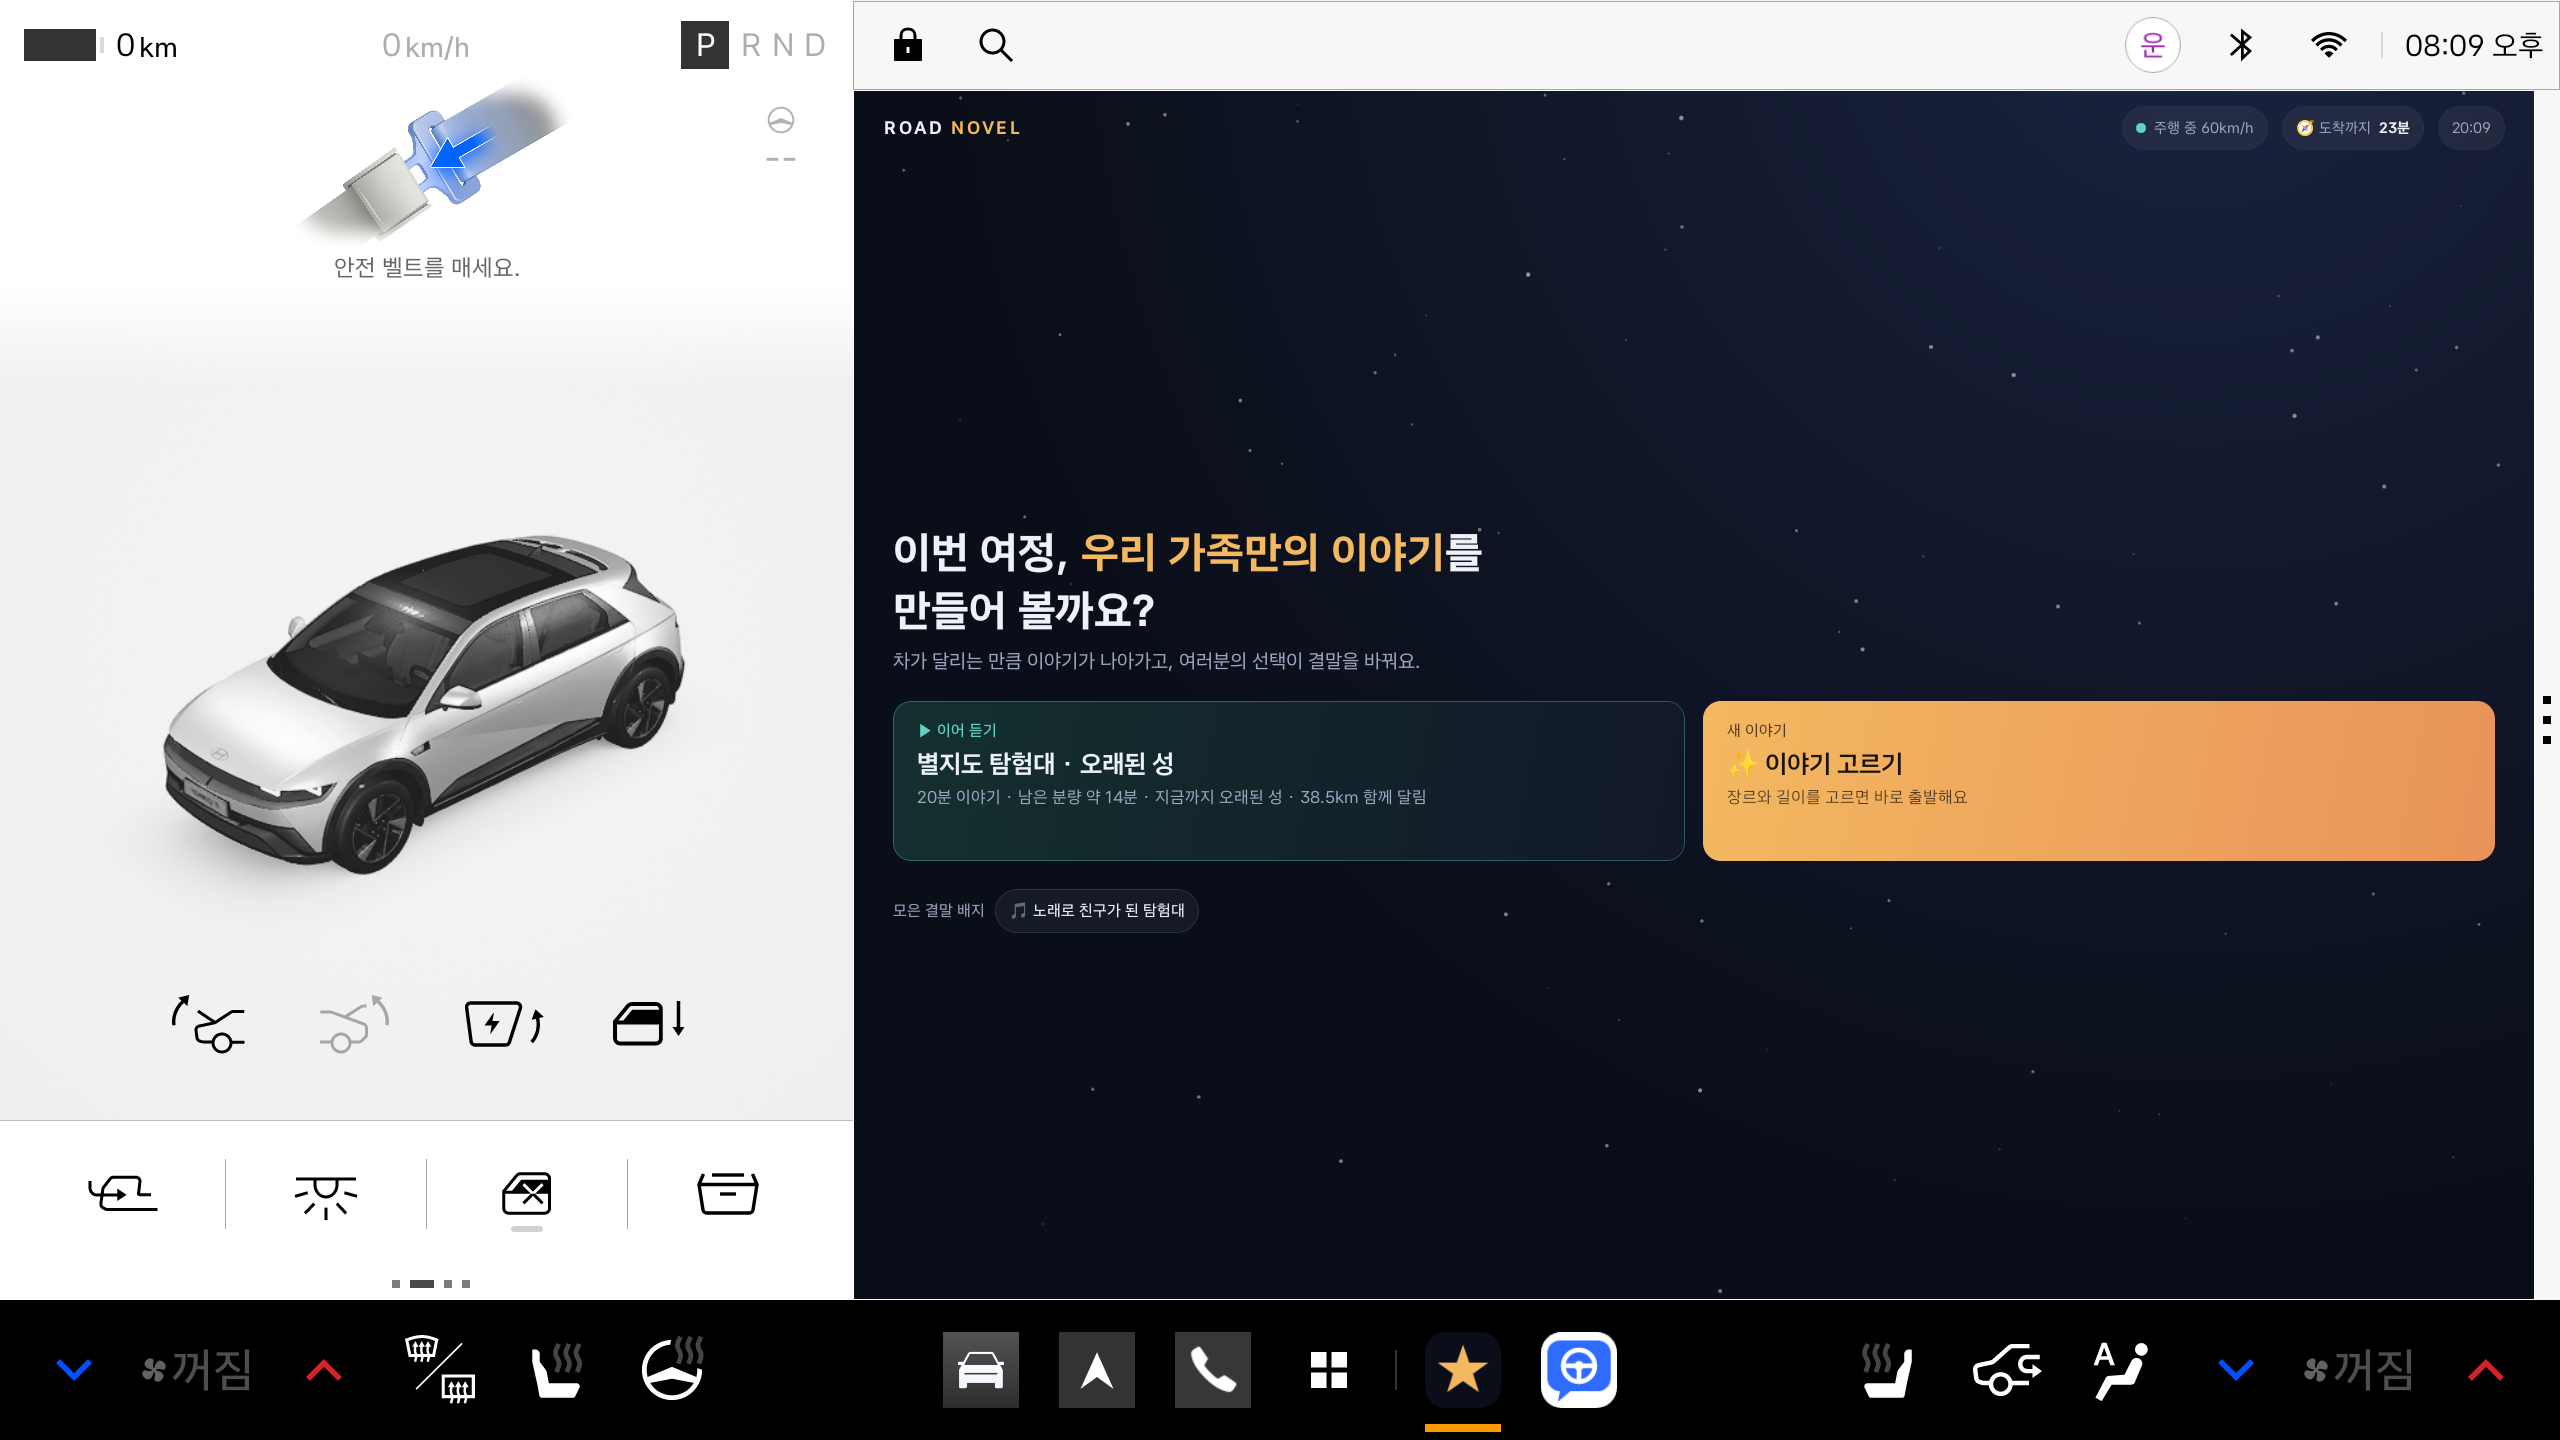 0 km
0 km/h
P R N D
안전 벨트를 매세요.
운
08:09 오후
ROAD NOVEL
주행 중 60km/h
도착까지 23분
20:09
이번 여정, 우리 가족만의 이야기를
만들어 볼까요?
차가 달리는 만큼 이야기가 나아가고, 여러분의 선택이 결말을 바꿔요.
▶ 이어 듣기
별지도 탐험대 · 오래된 성
20분 이야기 · 남은 분량 약 14분 · 지금까지 오래된 성 · 38.5km 함께 달림
새 이야기
✨ 이야기 고르기
장르와 길이를 고르면 바로 출발해요
모은 결말 배지
🎵 노래로 친구가 된 탐험대
꺼짐
A
꺼짐